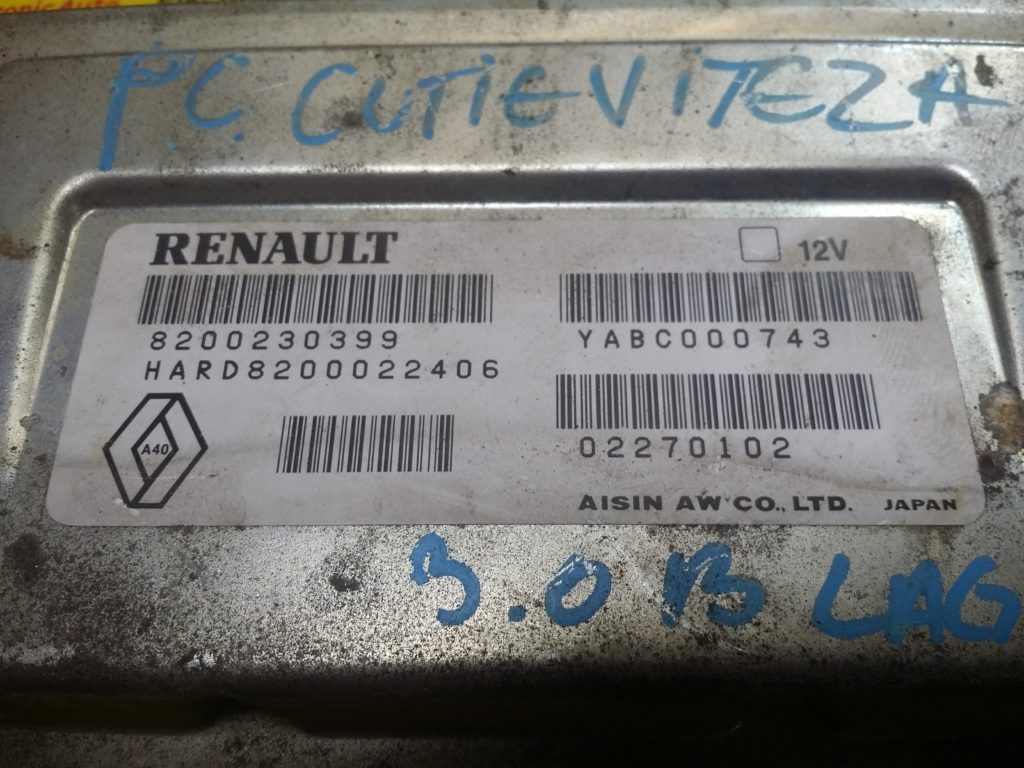 P.C. CUTIE VITEZA
RENAULT
12V
8200230399
YABC000743
HARD8200022406
A40
02270102
AISIN AW CO., LTD. JAPAN
3.0 B LAG